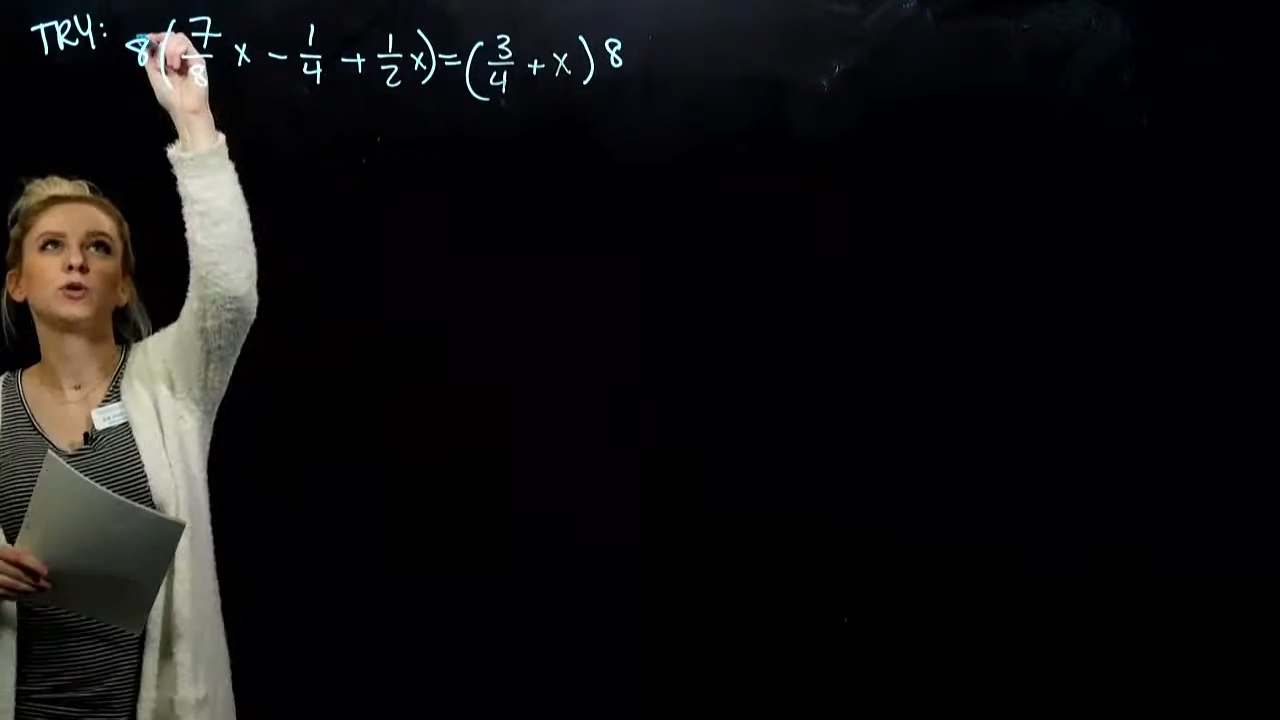 TRY: 8(7/8 x - 1/4 + 1/2 x) = (3/4 + x) 8